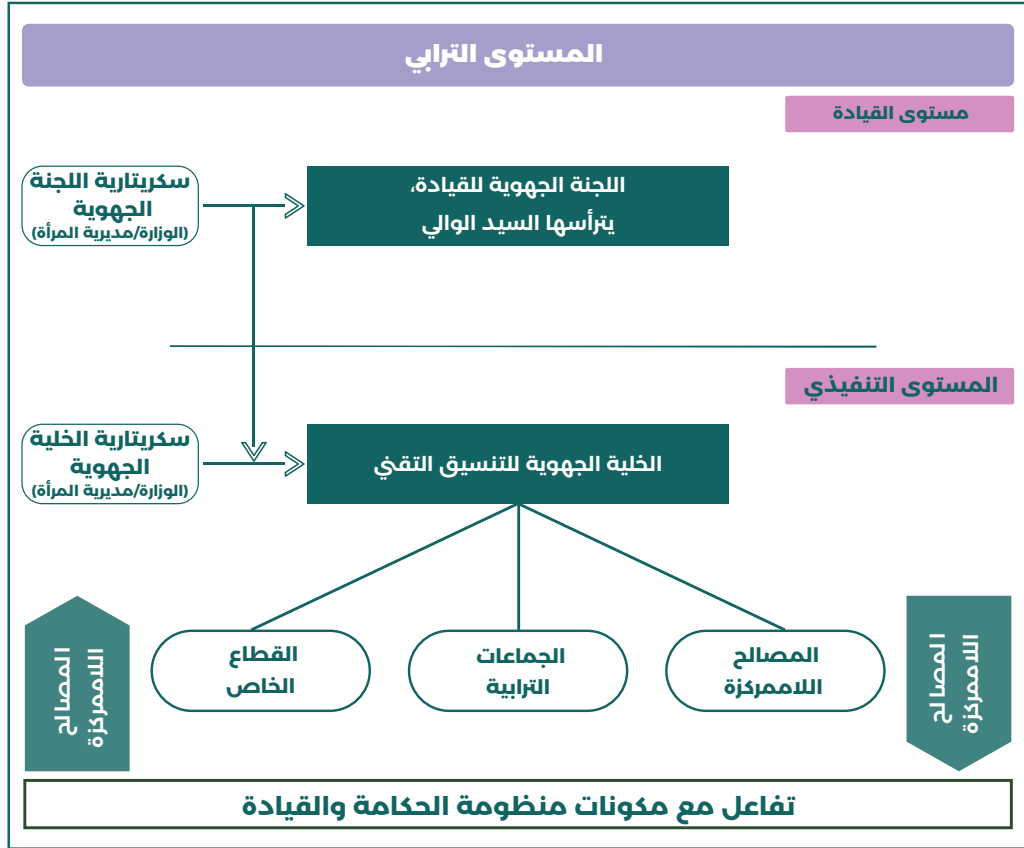 المستوى الترابي
مستوى القيادة
اللجنة الجهوية للقيادة،
يترأسها السيد الوالي
سكريتارية اللجنة
الجهوية
(الوزارة/مديرية المرأة)
المستوى التنفيذي
الخلية الجهوية للتنسيق التقني
سكريتارية الخلية
الجهوية
(الوزارة/مديرية المرأة)
المصالح
اللاممركزة
المصالح
اللاممركزة
الجماعات
الترابية
القطاع
الخاص
المصالح
اللاممركزة
تفاعل مع مكونات منظومة الحكامة والقيادة